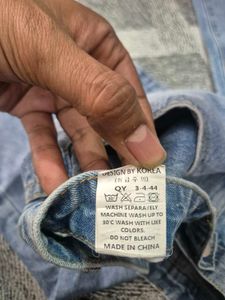 DESIGN BY KOREA
QY 3-4-44
WASH SEPARATELY
MACHINE WASH UP TO
30°C WASH WITH LIKE
COLORS.
DO NOT BLEACH
MADE IN CHINA